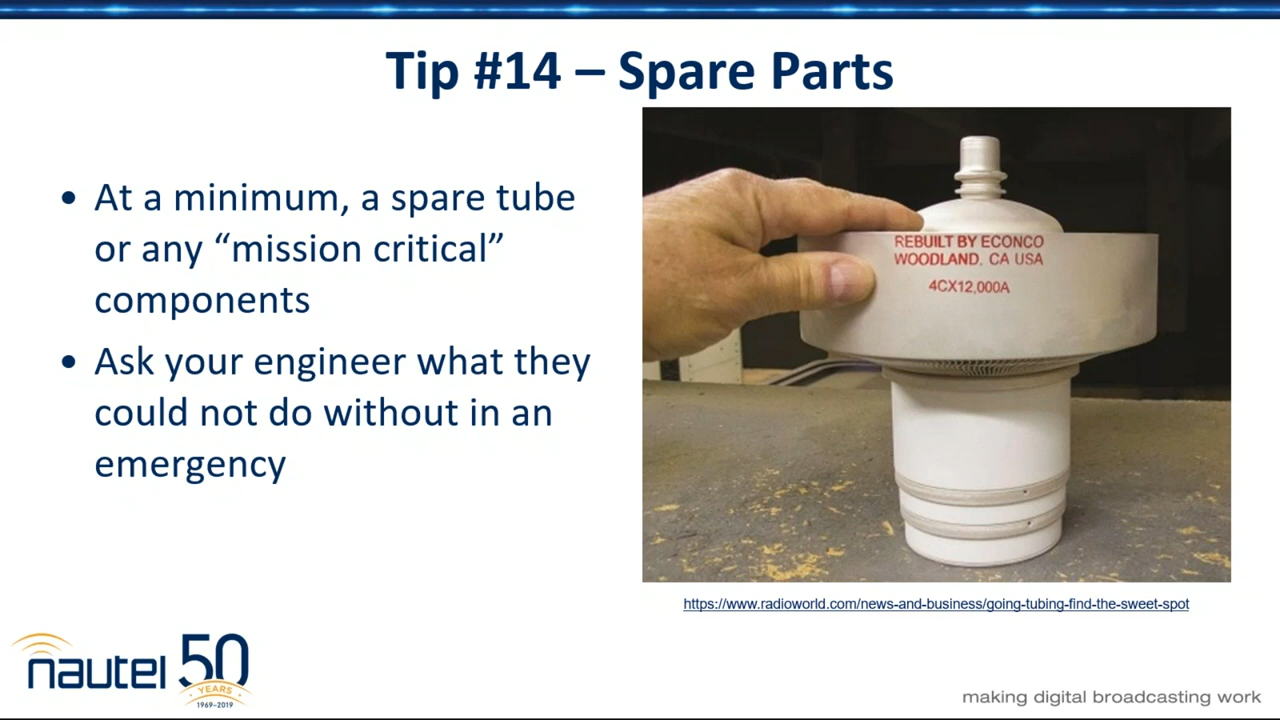 Tip #14 – Spare Parts
• At a minimum, a spare tube
or any “mission critical”
components
• Ask your engineer what they
could not do without in an
emergency
REBUILT BY ECONCO
WOODLAND, CA USA
4CX12,000A
https://www.radioworld.com/news-and-business/going-tubing-find-the-sweet-spot
nautel 50
YEARS
1969–2019
making digital broadcasting work